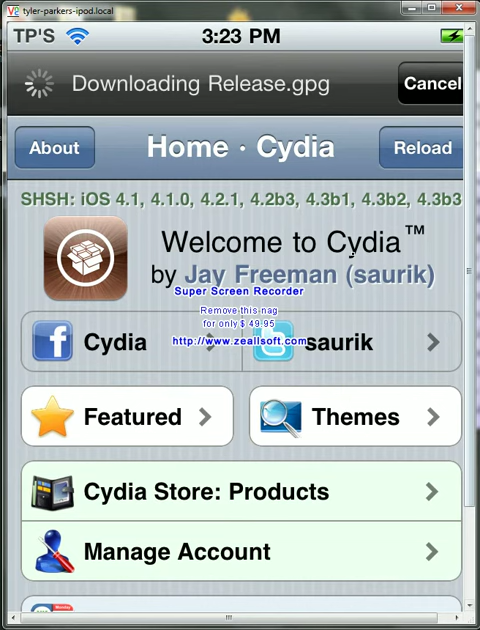 tyler-parkers-ipod.local
TP'S 3:23 PM
Downloading Release.gpg Cancel
About Home · Cydia Reload
SHSH: iOS 4.1, 4.1.0, 4.2.1, 4.2b3, 4.3b1, 4.3b2, 4.3b3
Welcome to Cydia™
by Jay Freeman (saurik)
Super Screen Recorder
Remove this nag
for only $ 49.95
http://www.zeallsoft.com
Cydia saurik
Featured Themes
Cydia Store: Products
Manage Account